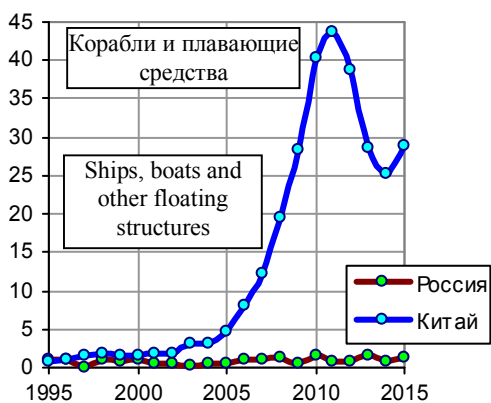 45
40
35
30
25
20
15
10
5
0
Корабли и плавающие
средства
Ships, boats and
other floating
structures
Россия
Китай
1995 2000 2005 2010 2015